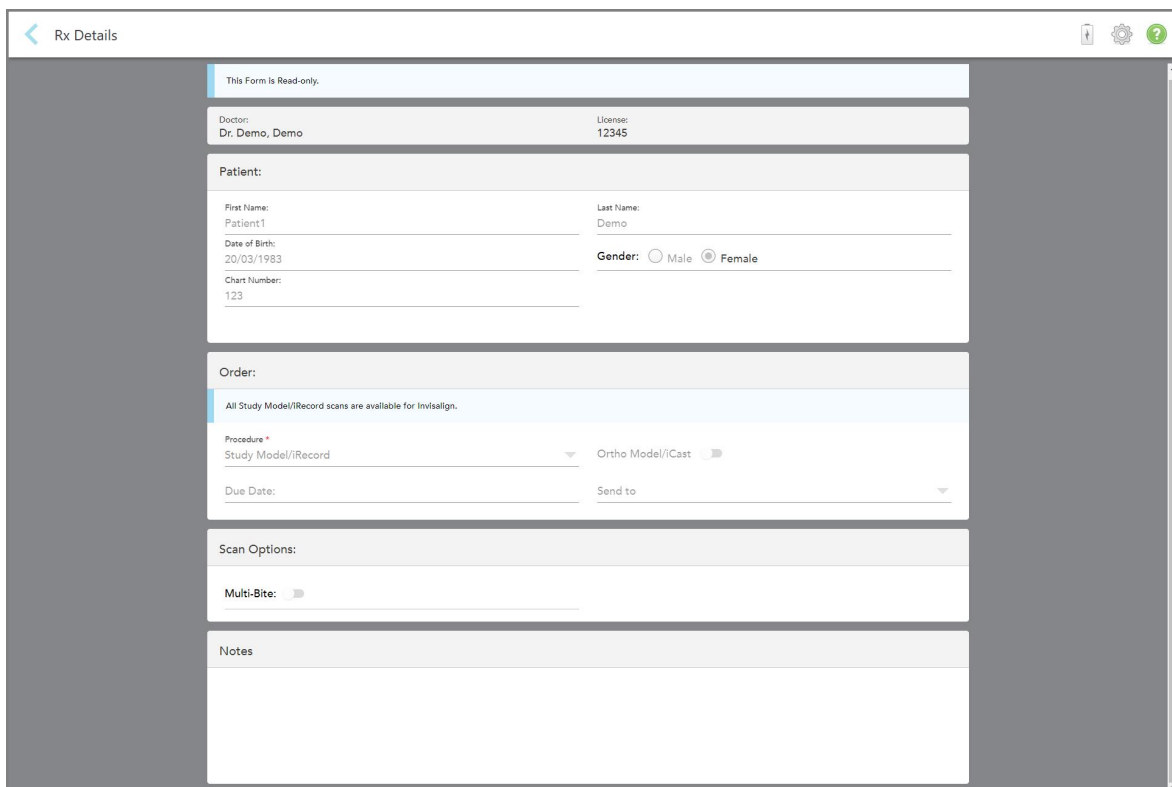 Rx Details
?
This Form is Read-only.
Doctor:
Dr. Demo, Demo
License:
12345
Patient:
First Name:
Patient1
Last Name:
Demo
Date of Birth:
20/03/1983
Gender: Male Female
Chart Number:
123
Order:
All Study Model/iRecord scans are available for Invisalign.
Procedure *
Study Model/iRecord
Ortho Model/iCast
Due Date:
Send to
Scan Options:
Multi-Bite:
Notes